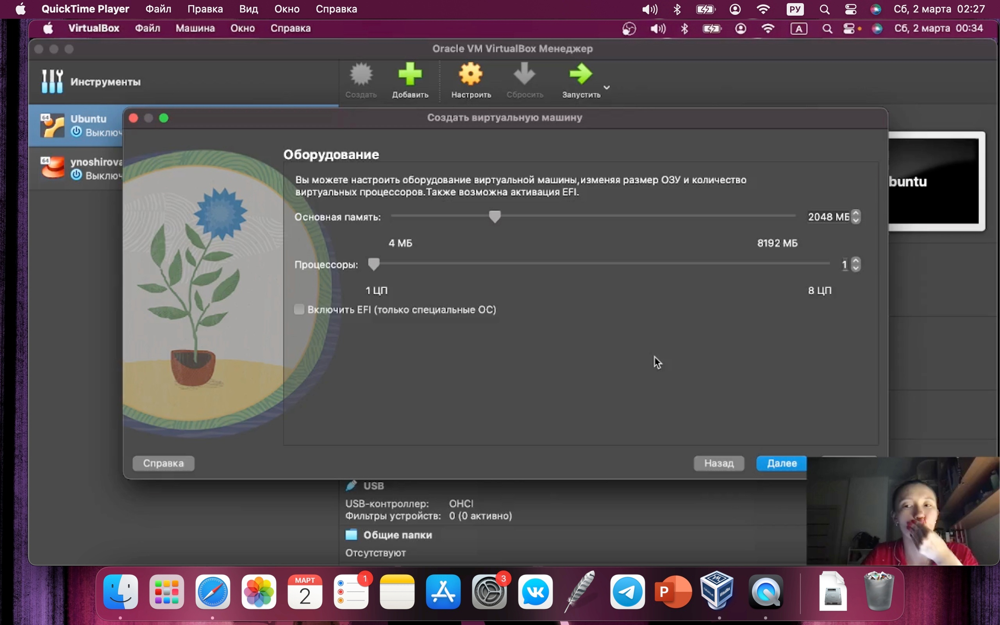 QuickTime Player Файл Правка Вид Окно Справка РУ Сб, 2 марта 02:27
VirtualBox Файл Машина Окно Справка A Сб, 2 марта 00:34
Oracle VM VirtualBox Менеджер
Инструменты
Создать Добавить Настроить Сбросить Запустить
64 Ubuntu
Выключ
64 ynoshirova
Выключ
Создать виртуальную машину
Оборудование
Вы можете настроить оборудование виртуальной машины,изменяя размер ОЗУ и количество
виртуальных процессоров.Также возможна активация EFI.
Основная память: 2048 МБ
4 МБ 8192 МБ
Процессоры: 1
1 ЦП 8 ЦП
Включить EFI (только специальные ОС)
buntu
Справка Назад Далее
USB
USB-контроллер: OHCI
Фильтры устройств: 0 (0 активно)
Общие папки
Отсутствуют
МАРТ
2
1
3
P